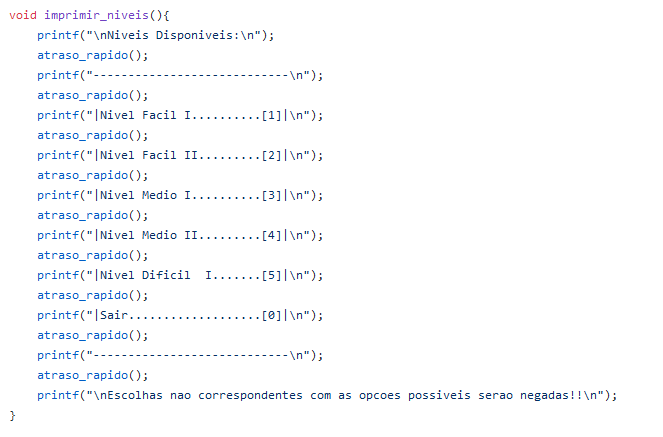 void imprimir_niveis(){
    printf("\nNiveis Disponiveis:\n");
    atraso_rapido();
    printf("----------------------------\n");
    atraso_rapido();
    printf("|Nivel Facil I..........[1]|\n");
    atraso_rapido();
    printf("|Nivel Facil II.........[2]|\n");
    atraso_rapido();
    printf("|Nivel Medio I..........[3]|\n");
    atraso_rapido();
    printf("|Nivel Medio II.........[4]|\n");
    atraso_rapido();
    printf("|Nivel Dificil  I.......[5]|\n");
    atraso_rapido();
    printf("|Sair...................[0]|\n");
    atraso_rapido();
    printf("----------------------------\n");
    atraso_rapido();
    printf("\nEscolhas nao correspondentes com as opcoes possiveis serao negadas!!\n");
}